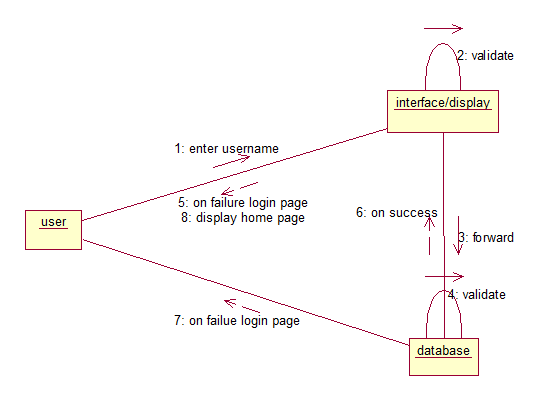 2: validate
interface/display
1: enter username
5: on failure login page
8: display home page
user
6: on success
3: forward
4: validate
7: on failue login page
database